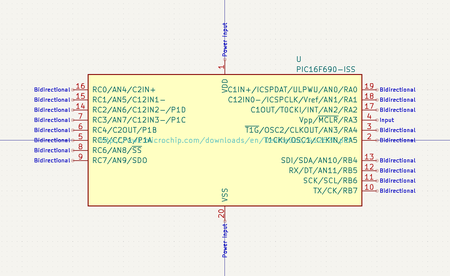 Power Input
1
U
PIC16F690-ISS
VDD
Bidirectional 16 RC0/AN4/C2IN+
Bidirectional 15 RC1/AN5/C12IN1-
Bidirectional 14 RC2/AN6/C12IN2-/P1D
Bidirectional 7 RC3/AN7/C12IN3-/P1C
Bidirectional 6 RC4/C2OUT/P1B
Bidirectional 5 RC5/CCP1/P1A
Bidirectional 8 RC6/AN8/SS
Bidirectional 9 RC7/AN9/SDO
C1IN+/ICSPDAT/ULPWU/AN0/RA0 19 Bidirectional
C12IN0-/ICSPCLK/Vref/AN1/RA1 18 Bidirectional
C1OUT/T0CKI/INT/AN2/RA2 17 Bidirectional
Vpp/MCLR/RA3 4 Input
T1G/OSC2/CLKOUT/AN3/RA4 3 Bidirectional
T1CKI/OSC1/CLKIN/RA5 2 Bidirectional
microchip.com/downloads/en/
SDI/SDA/AN10/RB4 13 Bidirectional
RX/DT/AN11/RB5 12 Bidirectional
SCK/SCL/RB6 11 Bidirectional
TX/CK/RB7 10 Bidirectional
VSS
20
Power Input